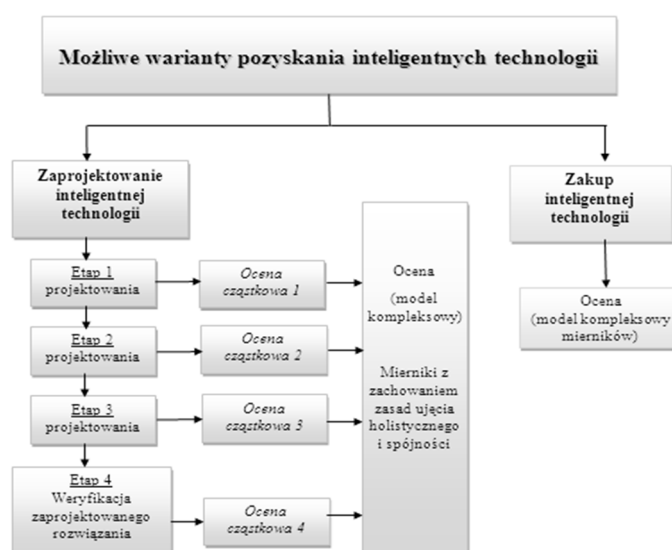 Możliwe warianty pozyskania inteligentnych technologii
Zaprojektowanie
inteligentnej
technologii
Zakup
inteligentnej
technologii
Etap 1
projektowania
Ocena
cząstkowa 1
Etap 2
projektowania
Ocena
cząstkowa 2
Etap 3
projektowania
Ocena
cząstkowa 3
Etap 4
Weryfikacja
zaprojektowanego
rozwiązania
Ocena
cząstkowa 4
Ocena
(model
kompleksowy)
Mierniki z
zachowaniem
zasad ujęcia
holistycznego
i spójności
Ocena
(model kompleksowy
mierników)